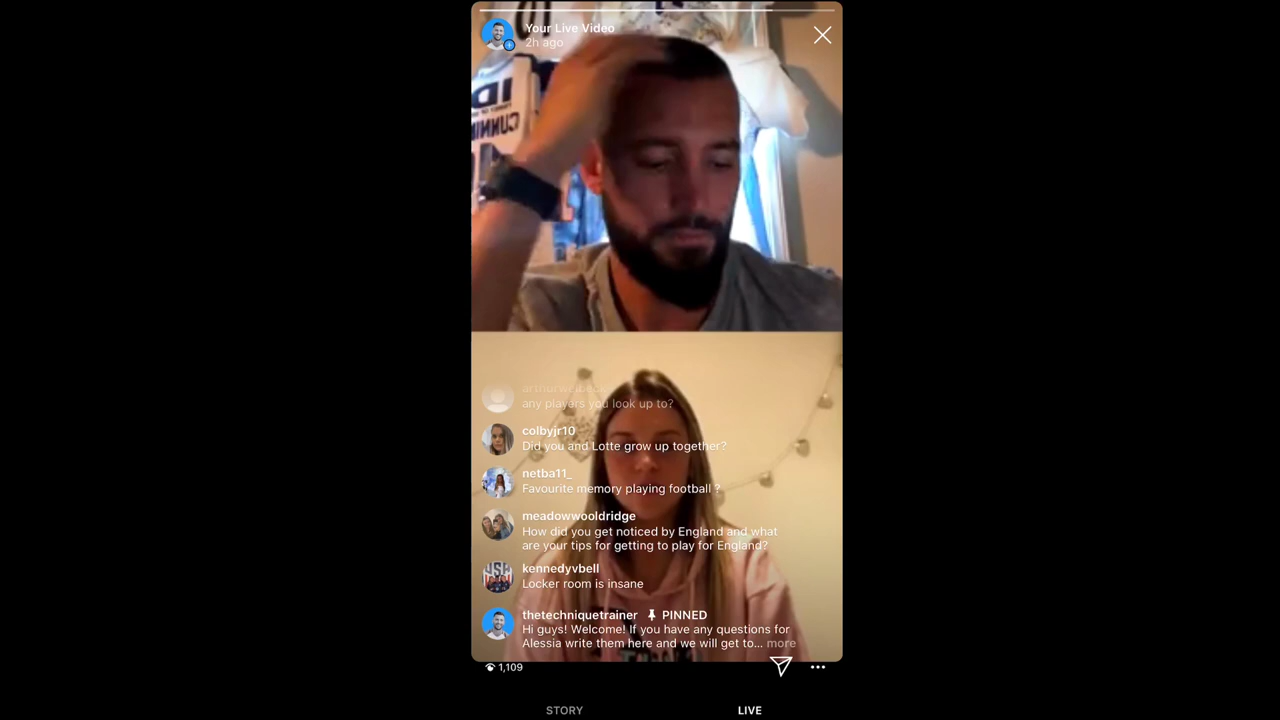 Your Live Video
2h ago
any players you look up to?
colbyjr10
Did you and Lotte grow up together?
netba11_
Favourite memory playing football ?
meadowwooldridge
How did you get noticed by England and what
are your tips for getting to play for England?
kennedyvbell
Locker room is insane
thetechniquetrainer PINNED
Hi guys! Welcome! If you have any questions for
Alessia write them here and we will get to... more
1,109
STORY
LIVE